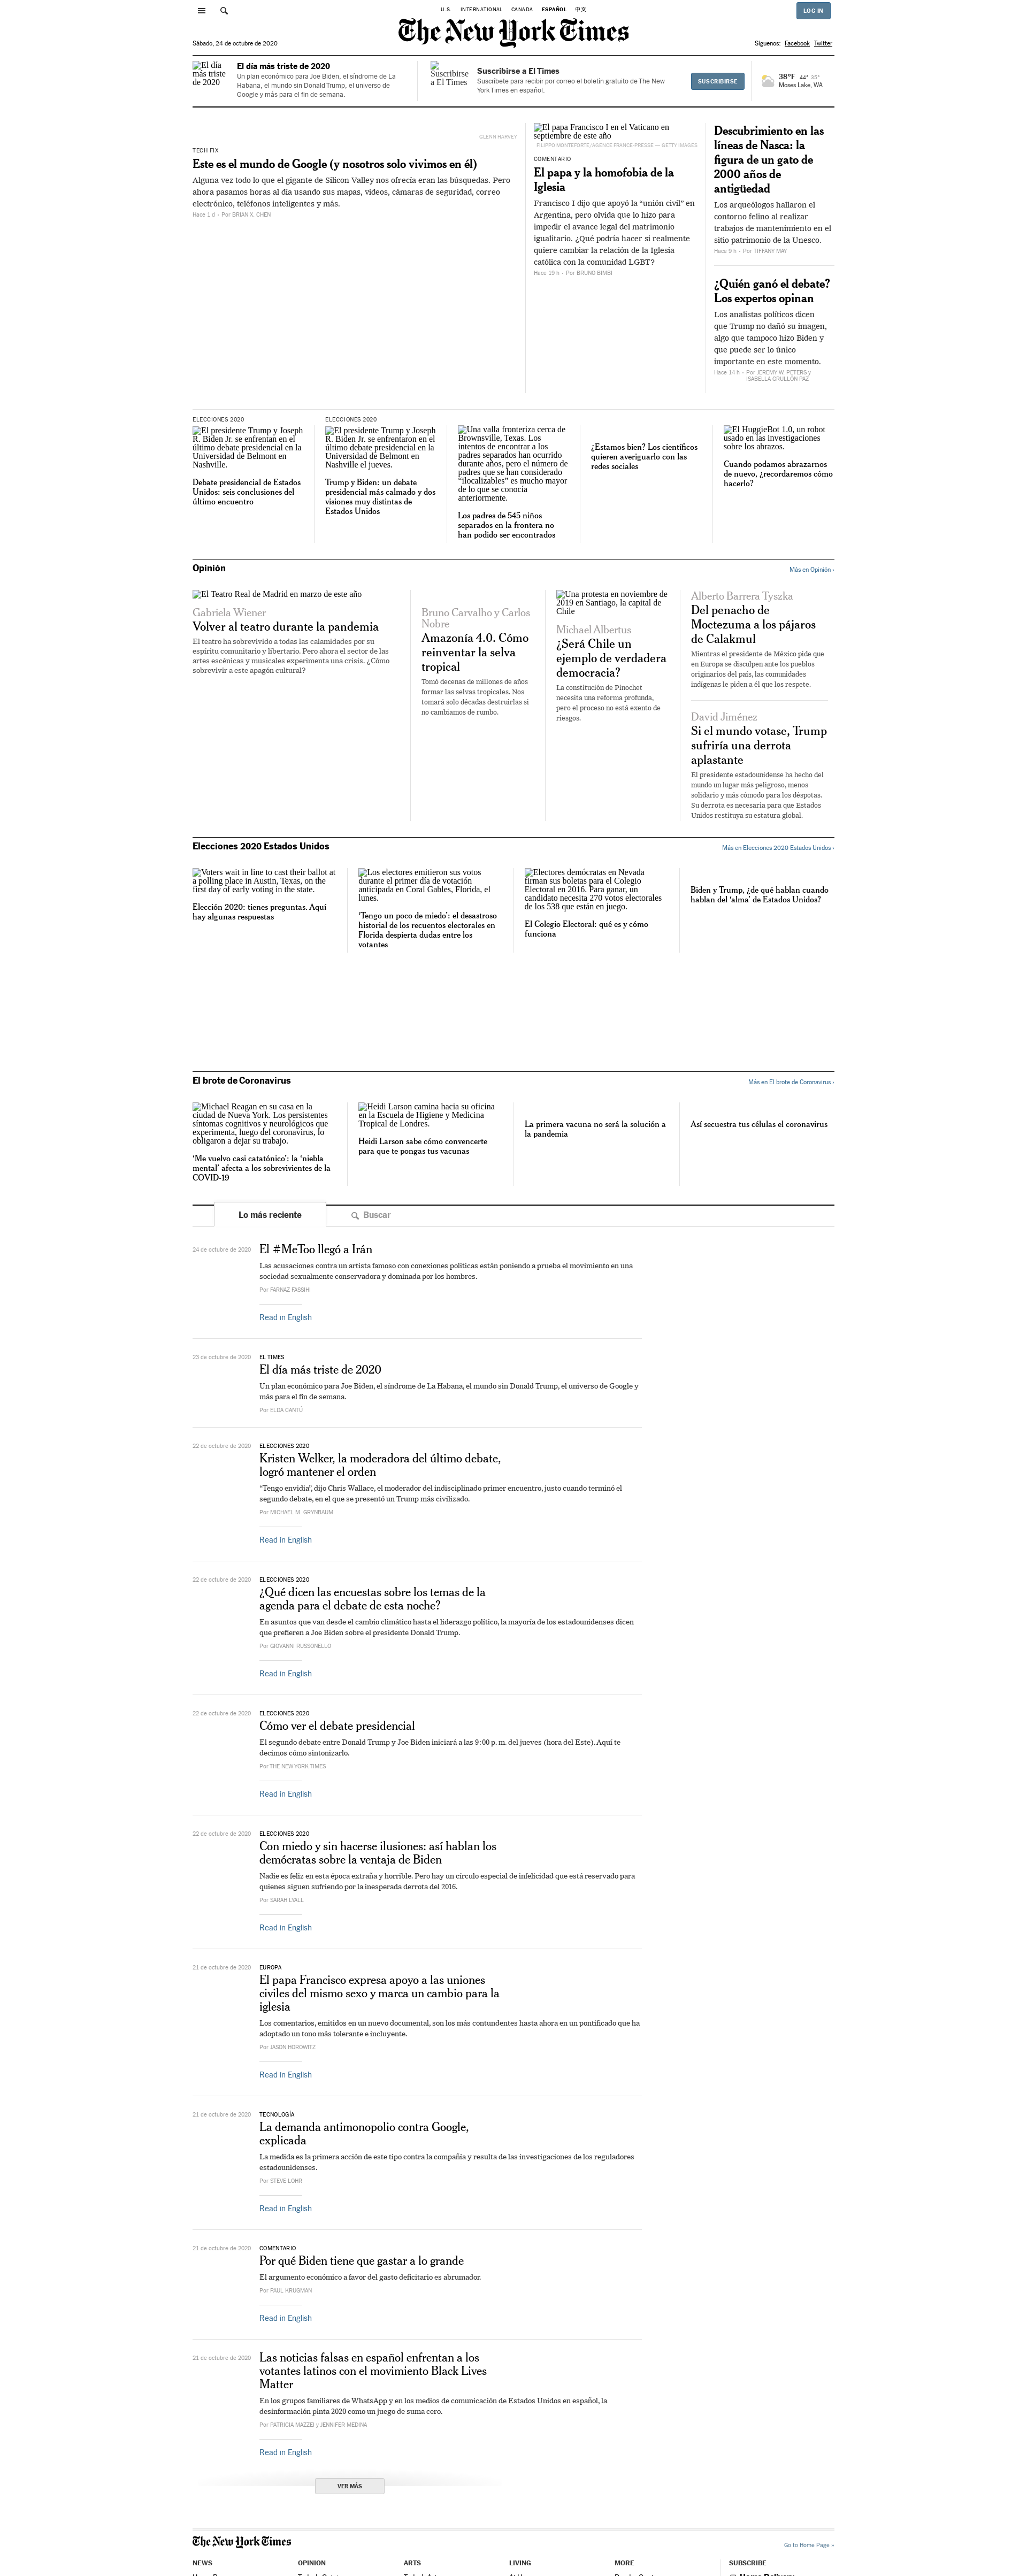 U.S. INTERNATIONAL CANADA ESPAÑOL 中文
LOG IN
The New York Times
Sábado, 24 de octubre de 2020
Síguenos: Facebook Twitter
El día más triste de 2020
El día más triste de 2020
Un plan económico para Joe Biden, el síndrome de La
Habana, el mundo sin Donald Trump, el universo de
Google y más para el fin de semana.
Suscribirse a El Times
Suscribirse a El Times
Suscríbete para recibir por correo el boletín gratuito de The New
York Times en español.
SUSCRIBIRSE
38°F 44° 35°
Moses Lake, WA
GLENN HARVEY
TECH FIX
Este es el mundo de Google (y nosotros solo vivimos en él)
Alguna vez todo lo que el gigante de Silicon Valley nos ofrecía eran las búsquedas. Pero
ahora pasamos horas al día usando sus mapas, videos, cámaras de seguridad, correo
electrónico, teléfonos inteligentes y más.
Hace 1 d • Por BRIAN X. CHEN
El papa Francisco I en el Vaticano en
septiembre de este año
FILIPPO MONTEFORTE/AGENCE FRANCE-PRESSE — GETTY IMAGES
COMENTARIO
El papa y la homofobia de la
Iglesia
Francisco I dijo que apoyó la “unión civil” en
Argentina, pero olvida que lo hizo para
impedir el avance legal del matrimonio
igualitario. ¿Qué podría hacer si realmente
quiere cambiar la relación de la Iglesia
católica con la comunidad LGBT?
Hace 19 h • Por BRUNO BIMBI
Descubrimiento en las
líneas de Nasca: la
figura de un gato de
2000 años de
antigüedad
Los arqueólogos hallaron el
contorno felino al realizar
trabajos de mantenimiento en el
sitio patrimonio de la Unesco.
Hace 9 h • Por TIFFANY MAY
¿Quién ganó el debate?
Los expertos opinan
Los analistas políticos dicen
que Trump no dañó su imagen,
algo que tampoco hizo Biden y
que puede ser lo único
importante en este momento.
Hace 14 h • Por JEREMY W. PETERS y
ISABELLA GRULLÓN PAZ
ELECCIONES 2020
El presidente Trump y Joseph
R. Biden Jr. se enfrentan en el
último debate presidencial en la
Universidad de Belmont en
Nashville.
Debate presidencial de Estados
Unidos: seis conclusiones del
último encuentro
ELECCIONES 2020
El presidente Trump y Joseph
R. Biden Jr. se enfrentaron en el
último debate presidencial en la
Universidad de Belmont en
Nashville el jueves.
Trump y Biden: un debate
presidencial más calmado y dos
visiones muy distintas de
Estados Unidos
Una valla fronteriza cerca de
Brownsville, Texas. Los
intentos de encontrar a los
padres separados han ocurrido
durante años, pero el número de
padres que se han considerado
“ilocalizables” es mucho mayor
de lo que se conocía
anteriormente.
Los padres de 545 niños
separados en la frontera no
han podido ser encontrados
¿Estamos bien? Los científicos
quieren averiguarlo con las
redes sociales
El HuggieBot 1.0, un robot
usado en las investigaciones
sobre los abrazos.
Cuando podamos abrazarnos
de nuevo, ¿recordaremos cómo
hacerlo?
Opinión
Más en Opinión ›
El Teatro Real de Madrid en marzo de este año
Gabriela Wiener
Volver al teatro durante la pandemia
El teatro ha sobrevivido a todas las calamidades por su
espíritu comunitario y libertario. Pero ahora el sector de las
artes escénicas y musicales experimenta una crisis. ¿Cómo
sobrevivir a este apagón cultural?
Bruno Carvalho y Carlos
Nobre
Amazonía 4.0. Cómo
reinventar la selva
tropical
Tomó decenas de millones de años
formar las selvas tropicales. Nos
tomará solo décadas destruirlas si
no cambiamos de rumbo.
Una protesta en noviembre de
2019 en Santiago, la capital de
Chile
Michael Albertus
¿Será Chile un
ejemplo de verdadera
democracia?
La constitución de Pinochet
necesita una reforma profunda,
pero el proceso no está exento de
riesgos.
Alberto Barrera Tyszka
Del penacho de
Moctezuma a los pájaros
de Calakmul
Mientras el presidente de México pide que
en Europa se disculpen ante los pueblos
originarios del país, las comunidades
indígenas le piden a él que los respete.
David Jiménez
Si el mundo votase, Trump
sufriría una derrota
aplastante
El presidente estadounidense ha hecho del
mundo un lugar más peligroso, menos
solidario y más cómodo para los déspotas.
Su derrota es necesaria para que Estados
Unidos restituya su estatura global.
Elecciones 2020 Estados Unidos
Más en Elecciones 2020 Estados Unidos ›
Voters wait in line to cast their ballot at
a polling place in Austin, Texas, on the
first day of early voting in the state.
Elección 2020: tienes preguntas. Aquí
hay algunas respuestas
Los electores emitieron sus votos
durante el primer día de votación
anticipada en Coral Gables, Florida, el
lunes.
‘Tengo un poco de miedo’: el desastroso
historial de los recuentos electorales en
Florida despierta dudas entre los
votantes
Electores demócratas en Nevada
firman sus boletas para el Colegio
Electoral en 2016. Para ganar, un
candidato necesita 270 votos electorales
de los 538 que están en juego.
El Colegio Electoral: qué es y cómo
funciona
Biden y Trump, ¿de qué hablan cuando
hablan del ‘alma’ de Estados Unidos?
El brote de Coronavirus
Más en El brote de Coronavirus ›
Michael Reagan en su casa en la
ciudad de Nueva York. Los persistentes
síntomas cognitivos y neurológicos que
experimenta, luego del coronavirus, lo
obligaron a dejar su trabajo.
‘Me vuelvo casi catatónico’: la ‘niebla
mental’ afecta a los sobrevivientes de la
COVID-19
Heidi Larson camina hacia su oficina
en la Escuela de Higiene y Medicina
Tropical de Londres.
Heidi Larson sabe cómo convencerte
para que te pongas tus vacunas
La primera vacuna no será la solución a
la pandemia
Así secuestra tus células el coronavirus
Lo más reciente
Buscar
24 de octubre de 2020
El #MeToo llegó a Irán
Las acusaciones contra un artista famoso con conexiones políticas están poniendo a prueba el movimiento en una
sociedad sexualmente conservadora y dominada por los hombres.
Por FARNAZ FASSIHI
Read in English
23 de octubre de 2020
EL TIMES
El día más triste de 2020
Un plan económico para Joe Biden, el síndrome de La Habana, el mundo sin Donald Trump, el universo de Google y
más para el fin de semana.
Por ELDA CANTÚ
22 de octubre de 2020
ELECCIONES 2020
Kristen Welker, la moderadora del último debate,
logró mantener el orden
“Tengo envidia”, dijo Chris Wallace, el moderador del indisciplinado primer encuentro, justo cuando terminó el
segundo debate, en el que se presentó un Trump más civilizado.
Por MICHAEL M. GRYNBAUM
Read in English
22 de octubre de 2020
ELECCIONES 2020
¿Qué dicen las encuestas sobre los temas de la
agenda para el debate de esta noche?
En asuntos que van desde el cambio climático hasta el liderazgo político, la mayoría de los estadounidenses dicen
que prefieren a Joe Biden sobre el presidente Donald Trump.
Por GIOVANNI RUSSONELLO
Read in English
22 de octubre de 2020
ELECCIONES 2020
Cómo ver el debate presidencial
El segundo debate entre Donald Trump y Joe Biden iniciará a las 9:00 p. m. del jueves (hora del Este). Aquí te
decimos cómo sintonizarlo.
Por THE NEW YORK TIMES
Read in English
22 de octubre de 2020
ELECCIONES 2020
Con miedo y sin hacerse ilusiones: así hablan los
demócratas sobre la ventaja de Biden
Nadie es feliz en esta época extraña y horrible. Pero hay un círculo especial de infelicidad que está reservado para
quienes siguen sufriendo por la inesperada derrota del 2016.
Por SARAH LYALL
Read in English
21 de octubre de 2020
EUROPA
El papa Francisco expresa apoyo a las uniones
civiles del mismo sexo y marca un cambio para la
iglesia
Los comentarios, emitidos en un nuevo documental, son los más contundentes hasta ahora en un pontificado que ha
adoptado un tono más tolerante e incluyente.
Por JASON HOROWITZ
Read in English
21 de octubre de 2020
TECNOLOGÍA
La demanda antimonopolio contra Google,
explicada
La medida es la primera acción de este tipo contra la compañía y resulta de las investigaciones de los reguladores
estadounidenses.
Por STEVE LOHR
Read in English
21 de octubre de 2020
COMENTARIO
Por qué Biden tiene que gastar a lo grande
El argumento económico a favor del gasto deficitario es abrumador.
Por PAUL KRUGMAN
Read in English
21 de octubre de 2020
Las noticias falsas en español enfrentan a los
votantes latinos con el movimiento Black Lives
Matter
En los grupos familiares de WhatsApp y en los medios de comunicación de Estados Unidos en español, la
desinformación pinta 2020 como un juego de suma cero.
Por PATRICIA MAZZEI y JENNIFER MEDINA
Read in English
VER MÁS
The New York Times
Go to Home Page »
NEWS OPINION ARTS LIVING MORE SUBSCRIBE